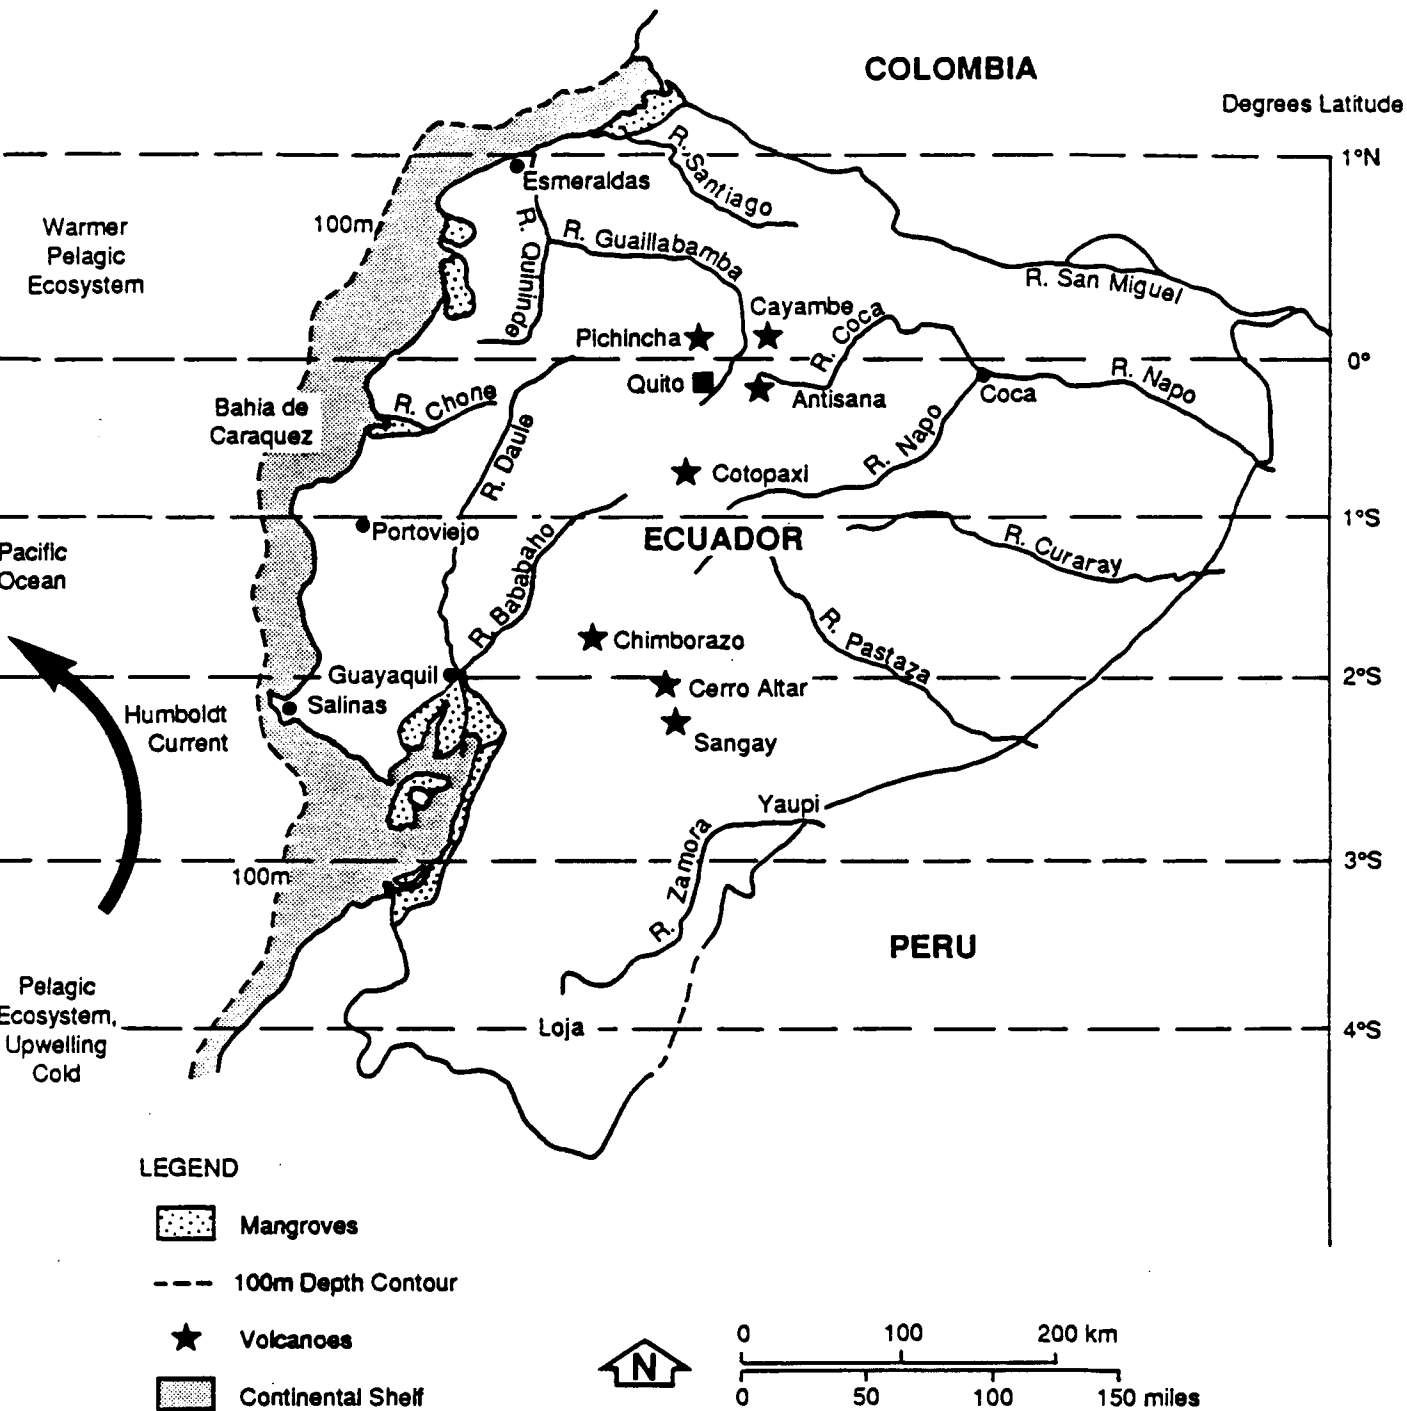 COLOMBIA
Degrees Latitude
1°N
R. Santiago
Esmeraldas
100m
Warmer
Pelagic
Ecosystem
R. Quininde
R. Guaillabamba
R. San Miguel
Cayambe
Pichincha
R. Coca
0°
Quito
Antisana
Coca
R. Napo
Bahia de
Caraquez
R. Chone
R. Daule
R. Napo
Cotopaxi
1°S
Portoviejo
ECUADOR
R. Curaray
Pacific
Ocean
R. Bababaho
Chimborazo
R. Pastaza
Guayaquil
2°S
Cerro Altar
Salinas
Humboldt
Current
Sangay
Yaupi
R. Zamora
3°S
100m
PERU
Pelagic
Ecosystem,
Upwelling
Cold
Loja
4°S
LEGEND
Mangroves
100m Depth Contour
Volcanoes
Continental Shelf
N
0 100 200 km
0 50 100 150 miles